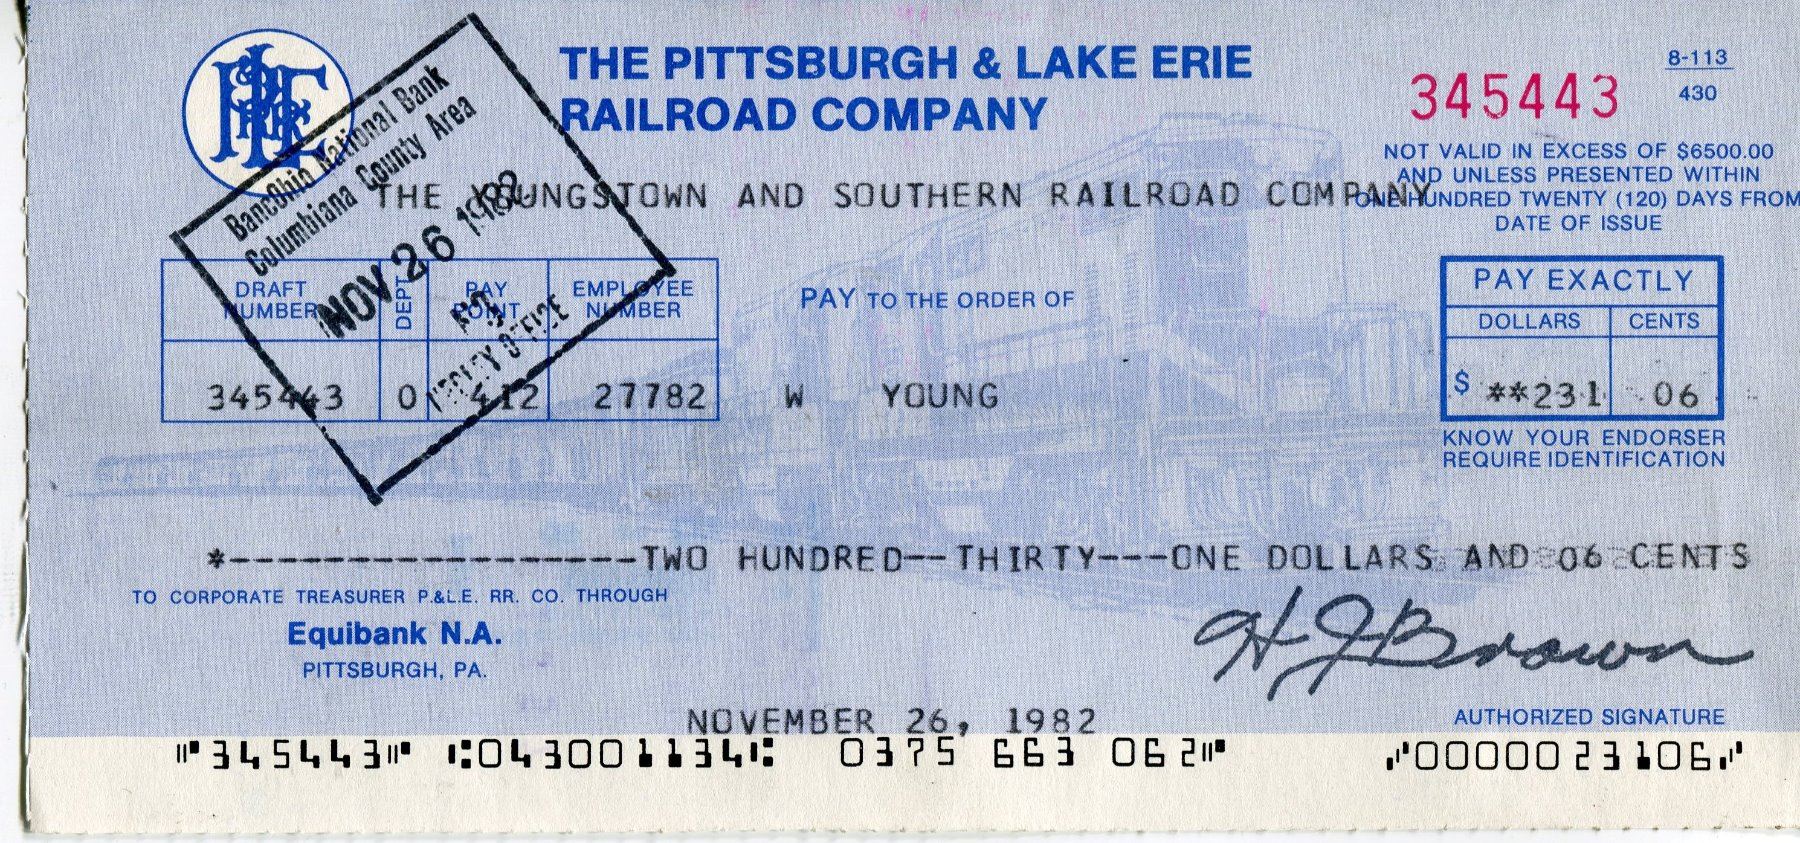 THE PITTSBURGH & LAKE ERIE
RAILROAD COMPANY
345443
8-113
430
NOT VALID IN EXCESS OF $6500.00
AND UNLESS PRESENTED WITHIN
ONE HUNDRED TWENTY (120) DAYS FROM
DATE OF ISSUE
BancOhio National Bank
Columbiana County Area
NOV 26 1982
NEGLEY OFFICE
THE YOUNGSTOWN AND SOUTHERN RAILROAD COMPANY
DRAFT NUMBER
DEPT
PAY POINT
EMPLOYEE NUMBER
PAY TO THE ORDER OF
PAY EXACTLY
DOLLARS CENTS
345443 0 412 27782 W YOUNG
$ **231 06
KNOW YOUR ENDORSER
REQUIRE IDENTIFICATION
*------------------TWO HUNDRED--THIRTY---ONE DOLLARS AND 06 CENTS
TO CORPORATE TREASURER P.&L.E. RR. CO. THROUGH
Equibank N.A.
PITTSBURGH, PA.
H J Brown
NOVEMBER 26, 1982
AUTHORIZED SIGNATURE
⑈345443⑈ ⑆043001134⑆ 0375 663 062⑈ ⑇0000023106⑇